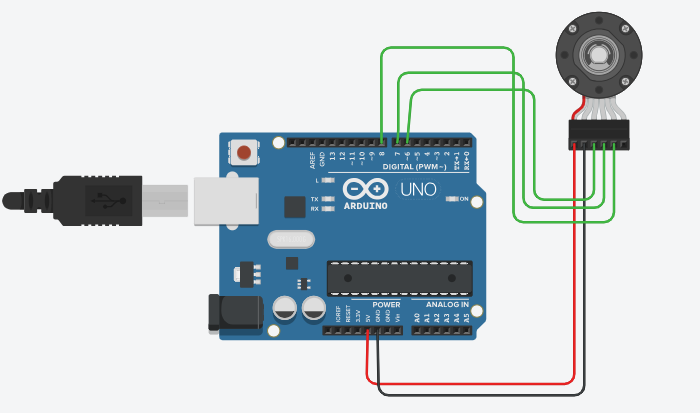 AREF
GND
13
12
~11
~10
~9
8
7
~6
~5
4
~3
2
TX→1
RX←0
DIGITAL (PWM~)
L
TX
RX
UNO
ARDUINO
ON
POWER
ANALOG IN
IOREF
RESET
3.3V
5V
GND
GND
Vin
A0
A1
A2
A3
A4
A5